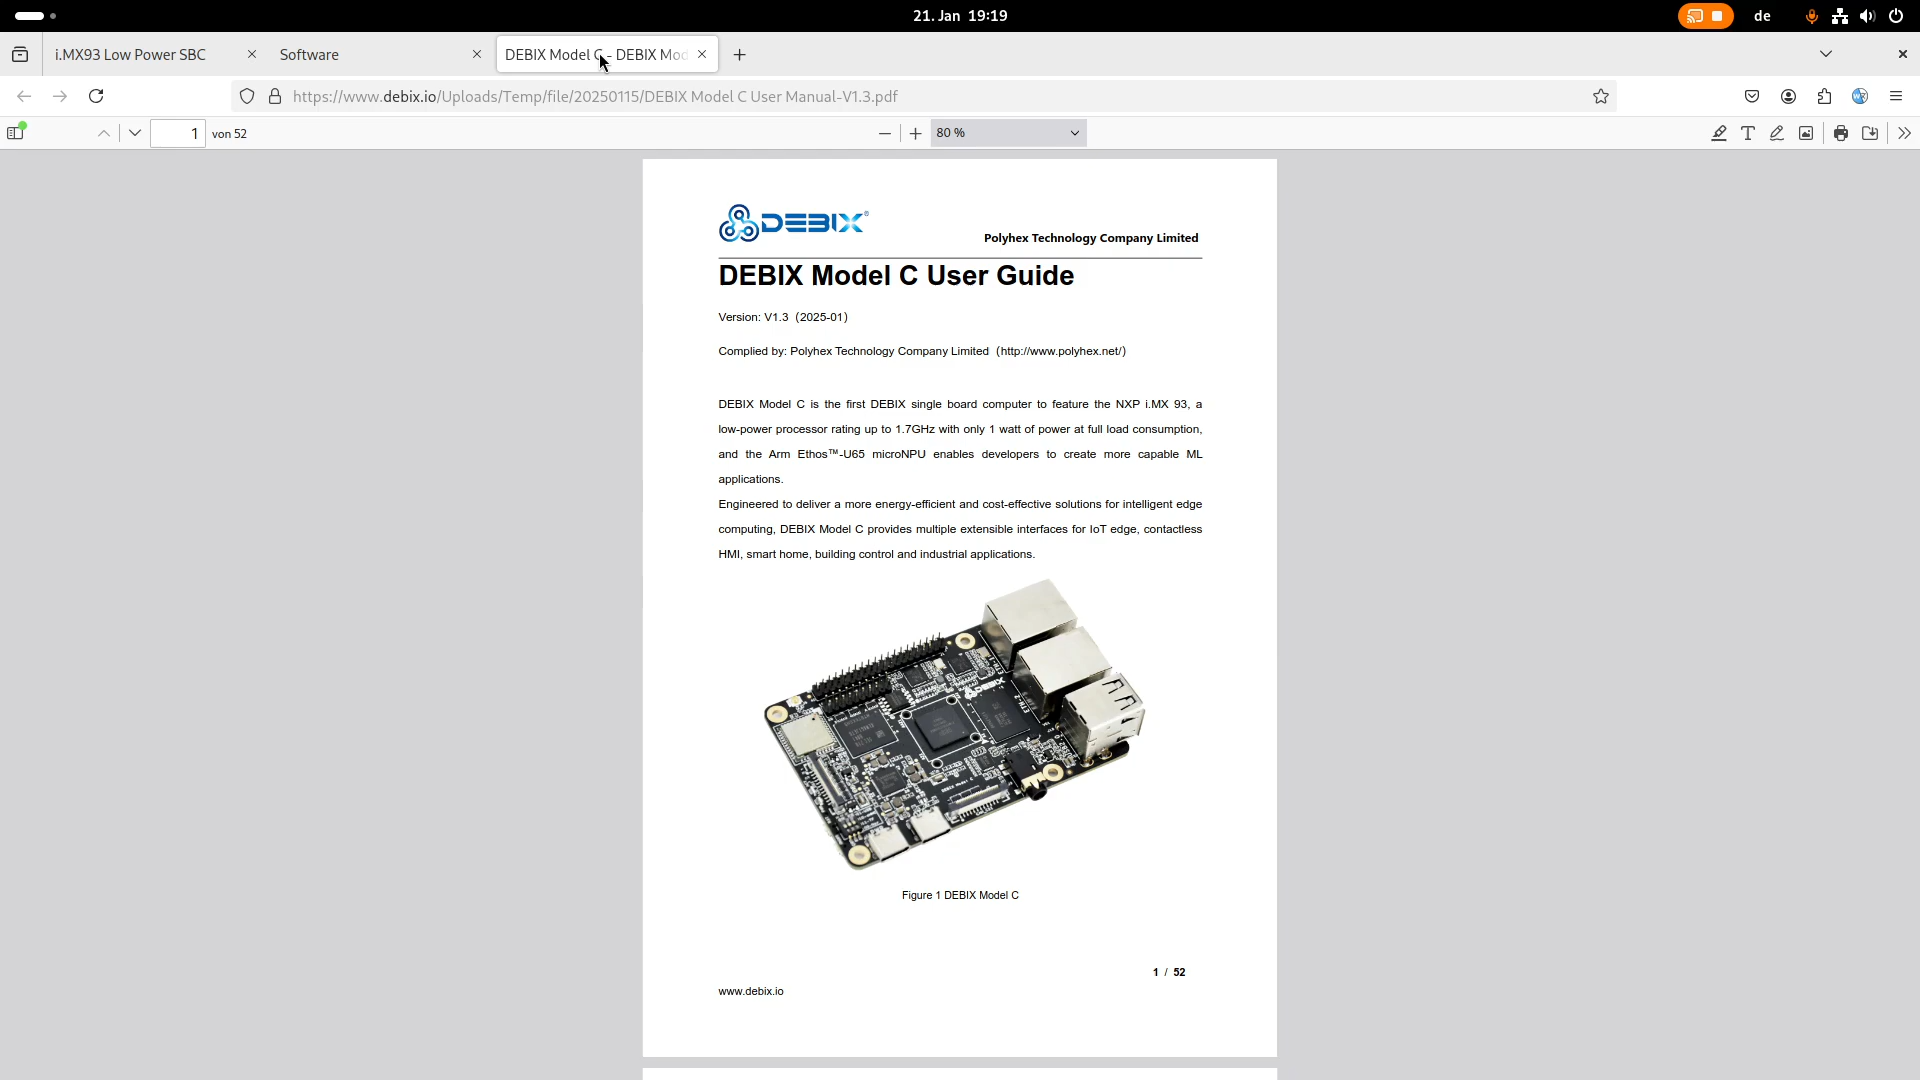 21. Jan 19:19
de
i.MX93 Low Power SBC
Software
DEBIX Model C - DEBIX Mod
https://www.debix.io/Uploads/Temp/file/20250115/DEBIX Model C User Manual-V1.3.pdf
1 von 52
80 %
DEBIX
Polyhex Technology Company Limited
DEBIX Model C User Guide
Version: V1.3 (2025-01)
Complied by: Polyhex Technology Company Limited (http://www.polyhex.net/)
DEBIX Model C is the first DEBIX single board computer to feature the NXP i.MX 93, a
low-power processor rating up to 1.7GHz with only 1 watt of power at full load consumption,
and the Arm Ethos™-U65 microNPU enables developers to create more capable ML
applications.
Engineered to deliver a more energy-efficient and cost-effective solutions for intelligent edge
computing, DEBIX Model C provides multiple extensible interfaces for IoT edge, contactless
HMI, smart home, building control and industrial applications.
DEBIX
Figure 1 DEBIX Model C
1 / 52
www.debix.io